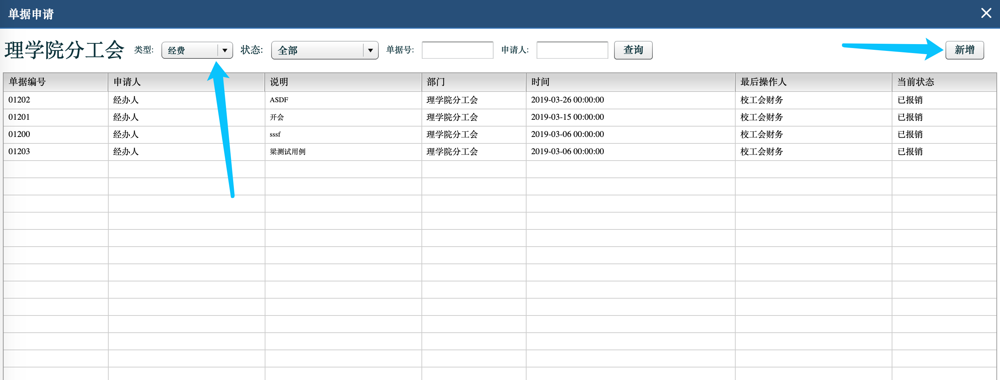 单据申请
理学院分工会 类型: 经费 状态: 全部 单据号: 申请人: 查询 新增
单据编号 申请人 说明 部门 时间 最后操作人 当前状态
01202 经办人 ASDF 理学院分工会 2019-03-26 00:00:00 校工会财务 已报销
01201 经办人 开会 理学院分工会 2019-03-15 00:00:00 校工会财务 已报销
01200 经办人 sssf 理学院分工会 2019-03-06 00:00:00 校工会财务 已报销
01203 经办人 梁测试用例 理学院分工会 2019-03-06 00:00:00 校工会财务 已报销